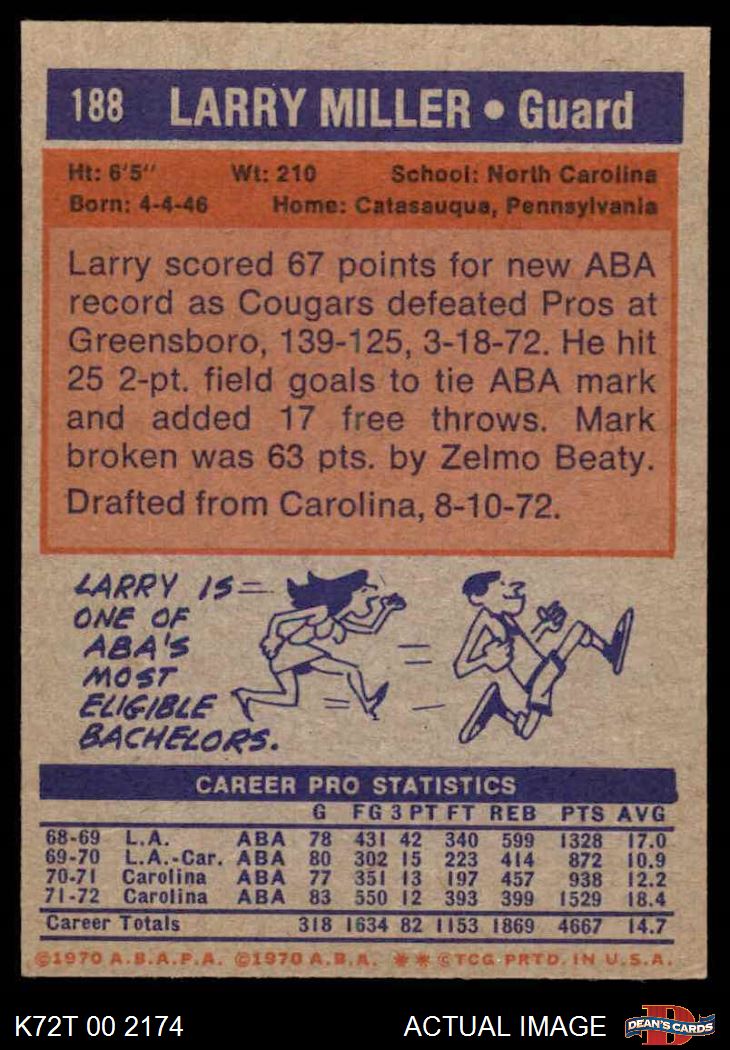 188 LARRY MILLER • Guard
Ht: 6'5" Wt: 210 School: North Carolina
Born: 4-4-46 Home: Catasauqua, Pennsylvania
Larry scored 67 points for new ABA
record as Cougars defeated Pros at
Greensboro, 139-125, 3-18-72. He hit
25 2-pt. field goals to tie ABA mark
and added 17 free throws. Mark
broken was 63 pts. by Zelmo Beaty.
Drafted from Carolina, 8-10-72.
LARRY IS
ONE OF
ABA'S
MOST
ELIGIBLE
BACHELORS.
CAREER PRO STATISTICS
G FG 3 PT FT REB PTS AVG
68-69 L.A. ABA 78 431 42 340 599 1328 17.0
69-70 L.A.-Car. ABA 80 302 15 223 414 872 10.9
70-71 Carolina ABA 77 351 13 197 457 938 12.2
71-72 Carolina ABA 83 550 12 393 399 1529 18.4
Career Totals 318 1634 82 1153 1869 4667 14.7
©1970 A.B.A.P.A. ©1970 A.B.A. ** ©TCG PRTD. IN U.S.A.
K72T 00 2174 ACTUAL IMAGE D DEAN'S CARDS